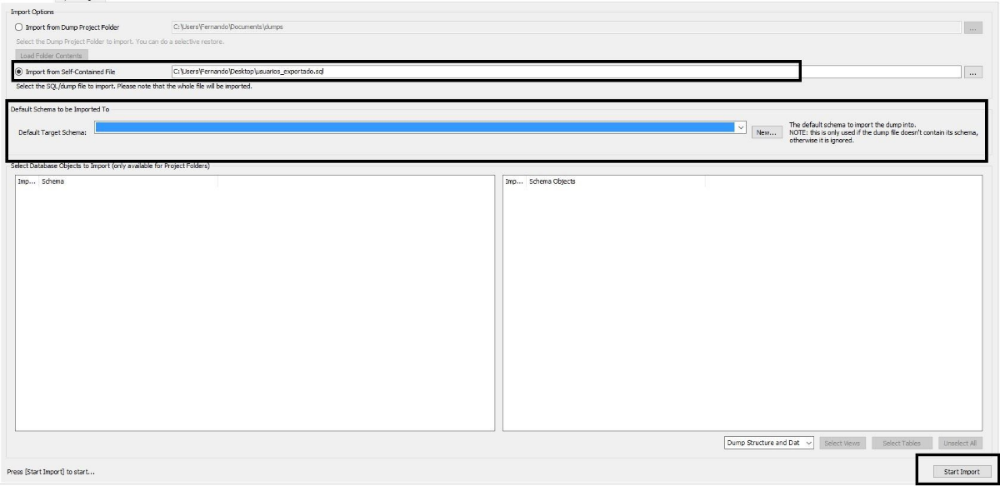 Import Options
Import from Dump Project Folder
C:\Users\Fernando\Documents\dumps
...
Select the Dump Project Folder to import. You can do a selective restore.
Load Folder Contents
Import from Self-Contained File
C:\Users\Fernando\Desktop\usuarios_exportado.sql
...
Select the SQL/dump file to import. Please note that the whole file will be imported.
Default Schema to be Imported To
Default Target Schema:
New...
The default schema to import the dump into.
NOTE: this is only used if the dump file doesn't contain its schema,
otherwise it is ignored.
Select Database Objects to Import (only available for Project Folders)
Imp... Schema
Imp... Schema Objects
Dump Structure and Dat
Select Views
Select Tables
Unselect All
Press [Start Import] to start...
Start Import